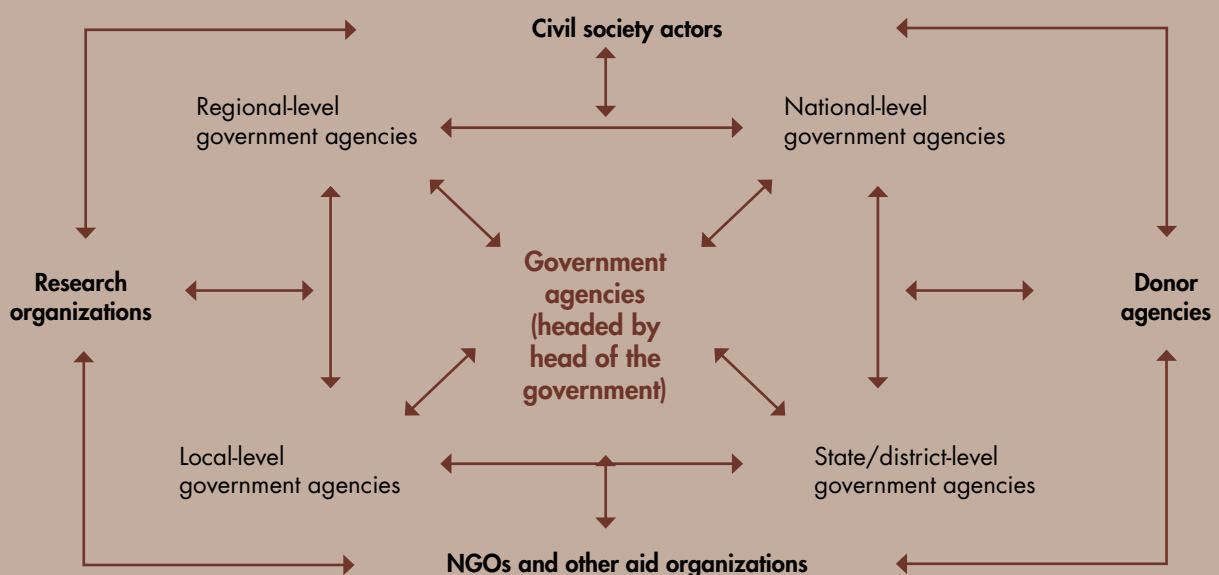 Civil society actors
Regional-level
government agencies
National-level
government agencies
Government
agencies
(headed by
head of the
government)
Research
organizations
Donor
agencies
Local-level
government agencies
State/district-level
government agencies
NGOs and other aid organizations